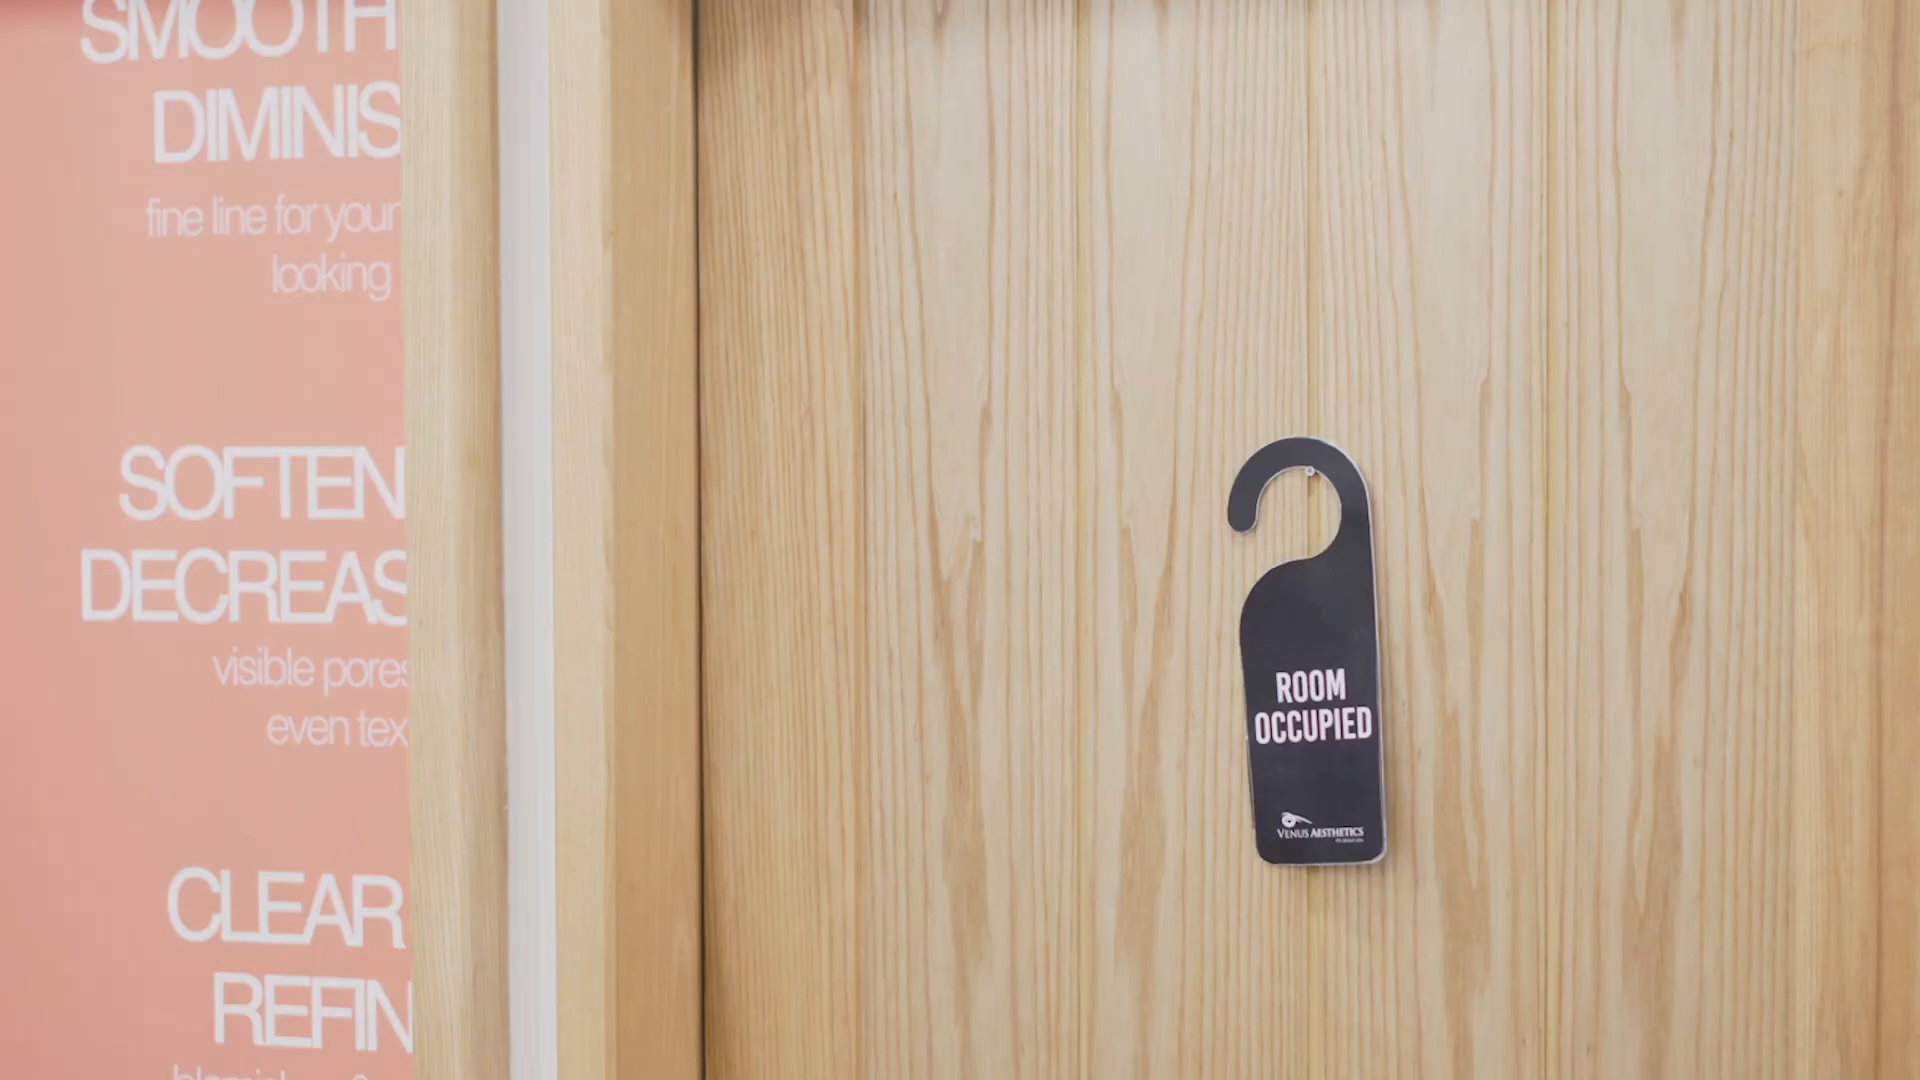 SMOOTH
DIMINIS
fine line for your
looking
SOFTEN
DECREAS
visible pores
even tex
CLEAR
REFIN
ROOM
OCCUPIED
VENUS AESTHETICS